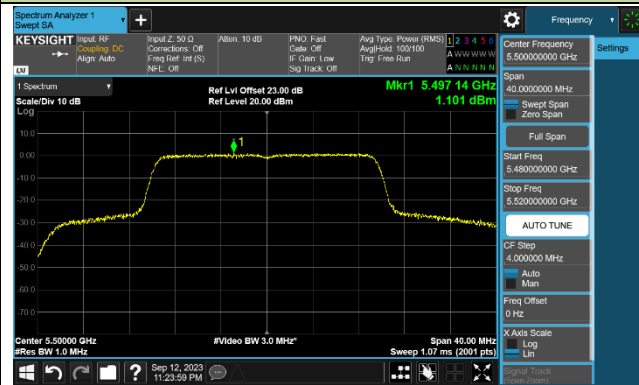 Spectrum Analyzer 1
Swept SA
+
Frequency
KEYSIGHT
Input: RF
Coupling: DC
Align: Auto
Input Z: 50 Ω
Corrections: Off
Freq Ref: Int (S)
NFE: Off
Atten: 10 dB
PNO: Fast
Gate: Off
IF Gain: Low
Sig Track: Off
Avg Type: Power (RMS)
Avg|Hold: 100/100
Trig: Free Run
1 2 3 4 5 6
A W W W W W
A N N N N N
LXI
1 Spectrum
Scale/Div 10 dB
Log
Ref Lvl Offset 23.00 dB
Ref Level 20.00 dBm
Mkr1 5.497 14 GHz
1.101 dBm
10.0
0.00
-10.0
-20.0
-30.0
-40.0
-50.0
-60.0
-70.0
1
Center 5.50000 GHz
#Res BW 1.0 MHz
#Video BW 3.0 MHz*
Span 40.00 MHz
Sweep 1.07 ms (2001 pts)
Center Frequency
5.500000000 GHz
Span
40.0000000 MHz
Swept Span
Zero Span
Full Span
Start Freq
5.480000000 GHz
Stop Freq
5.520000000 GHz
AUTO TUNE
CF Step
4.000000 MHz
Auto
Man
Freq Offset
0 Hz
X Axis Scale
Log
Lin
Signal Track
(Span Zoom)
Settings
?
Sep 12, 2023
11:23:59 PM